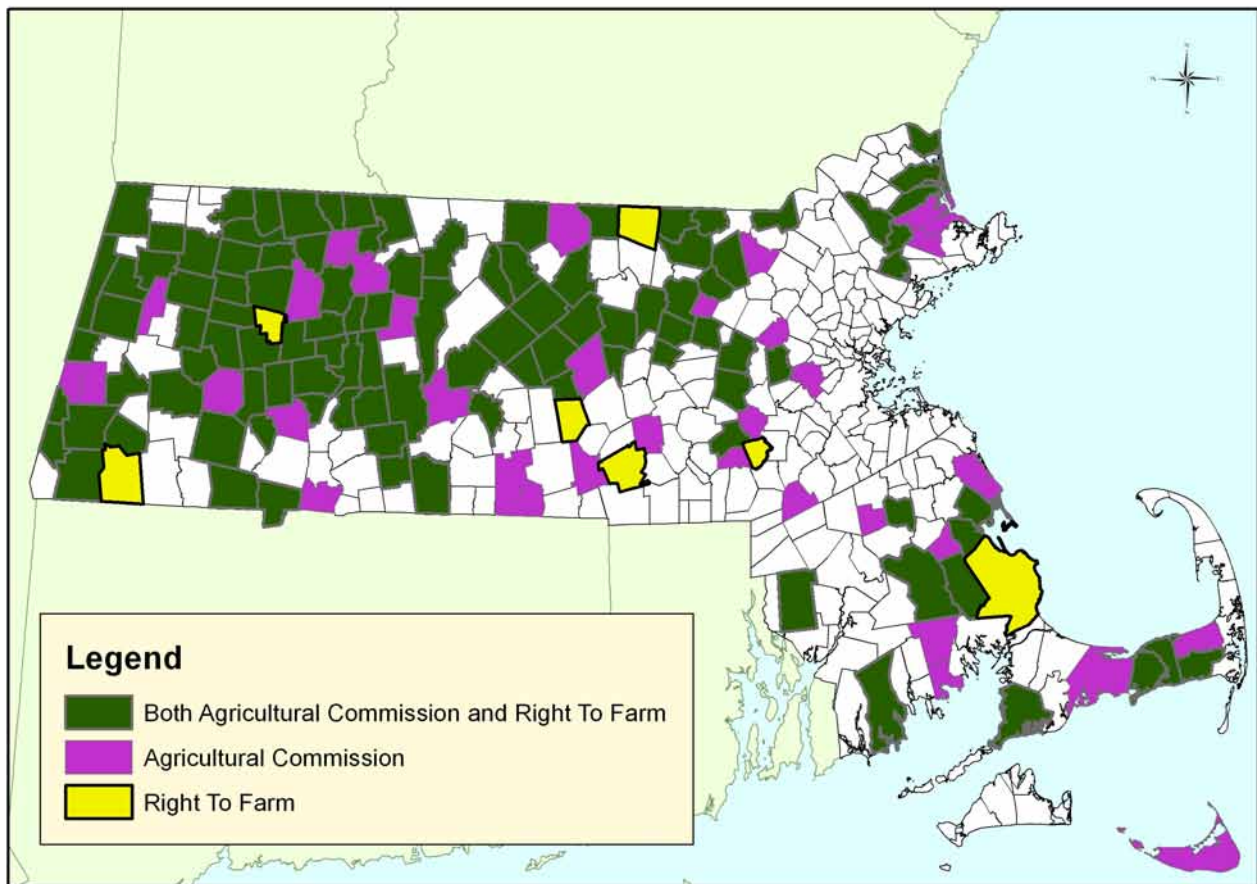 Legend
Both Agricultural Commission and Right To Farm
Agricultural Commission
Right To Farm